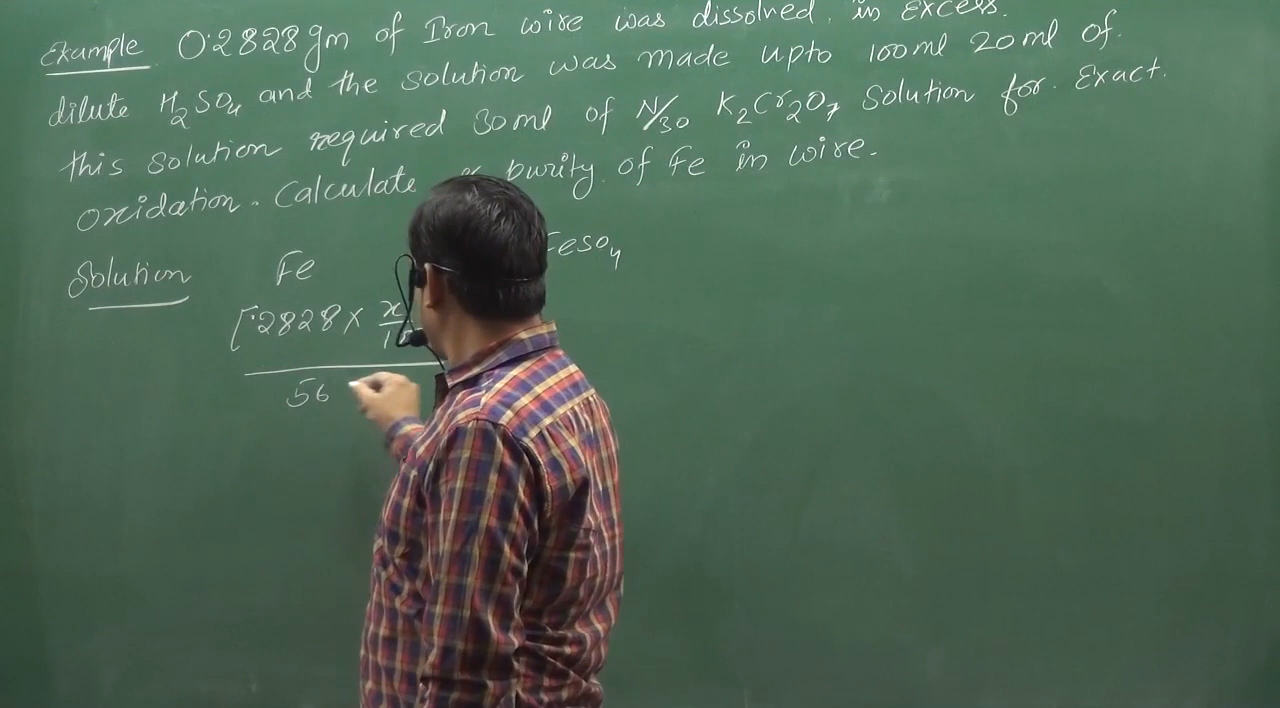 Example 0.2828gm of Iron wire was dissolved in excess.
dilute H2SO4 and the solution was made upto 100ml 20ml of.
this solution required 30ml of N/30 K2Cr2O7 Solution for. Exact.
oxidation. Calculate purity of Fe in wire.
Solution Fe FeSO4
[.2828 × x/1
56